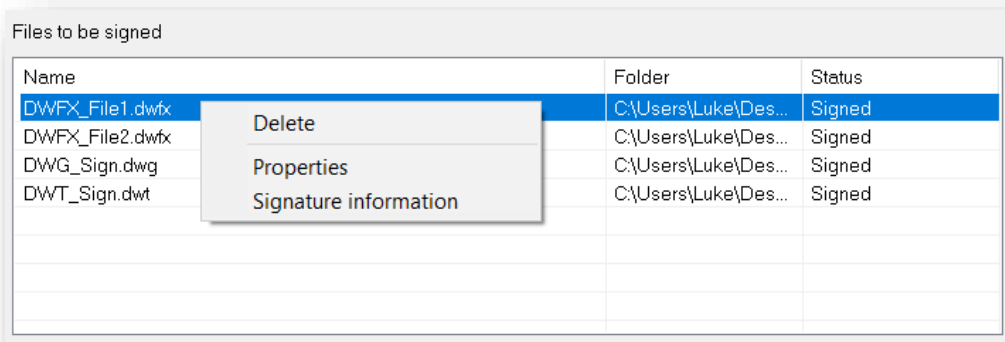 Files to be signed
Name Folder Status
DWFX_File1.dwfx C:\Users\Luke\Des... Signed
Delete
DWFX_File2.dwfx C:\Users\Luke\Des... Signed
Properties
DWG_Sign.dwg C:\Users\Luke\Des... Signed
DWT_Sign.dwt C:\Users\Luke\Des... Signed
Signature information